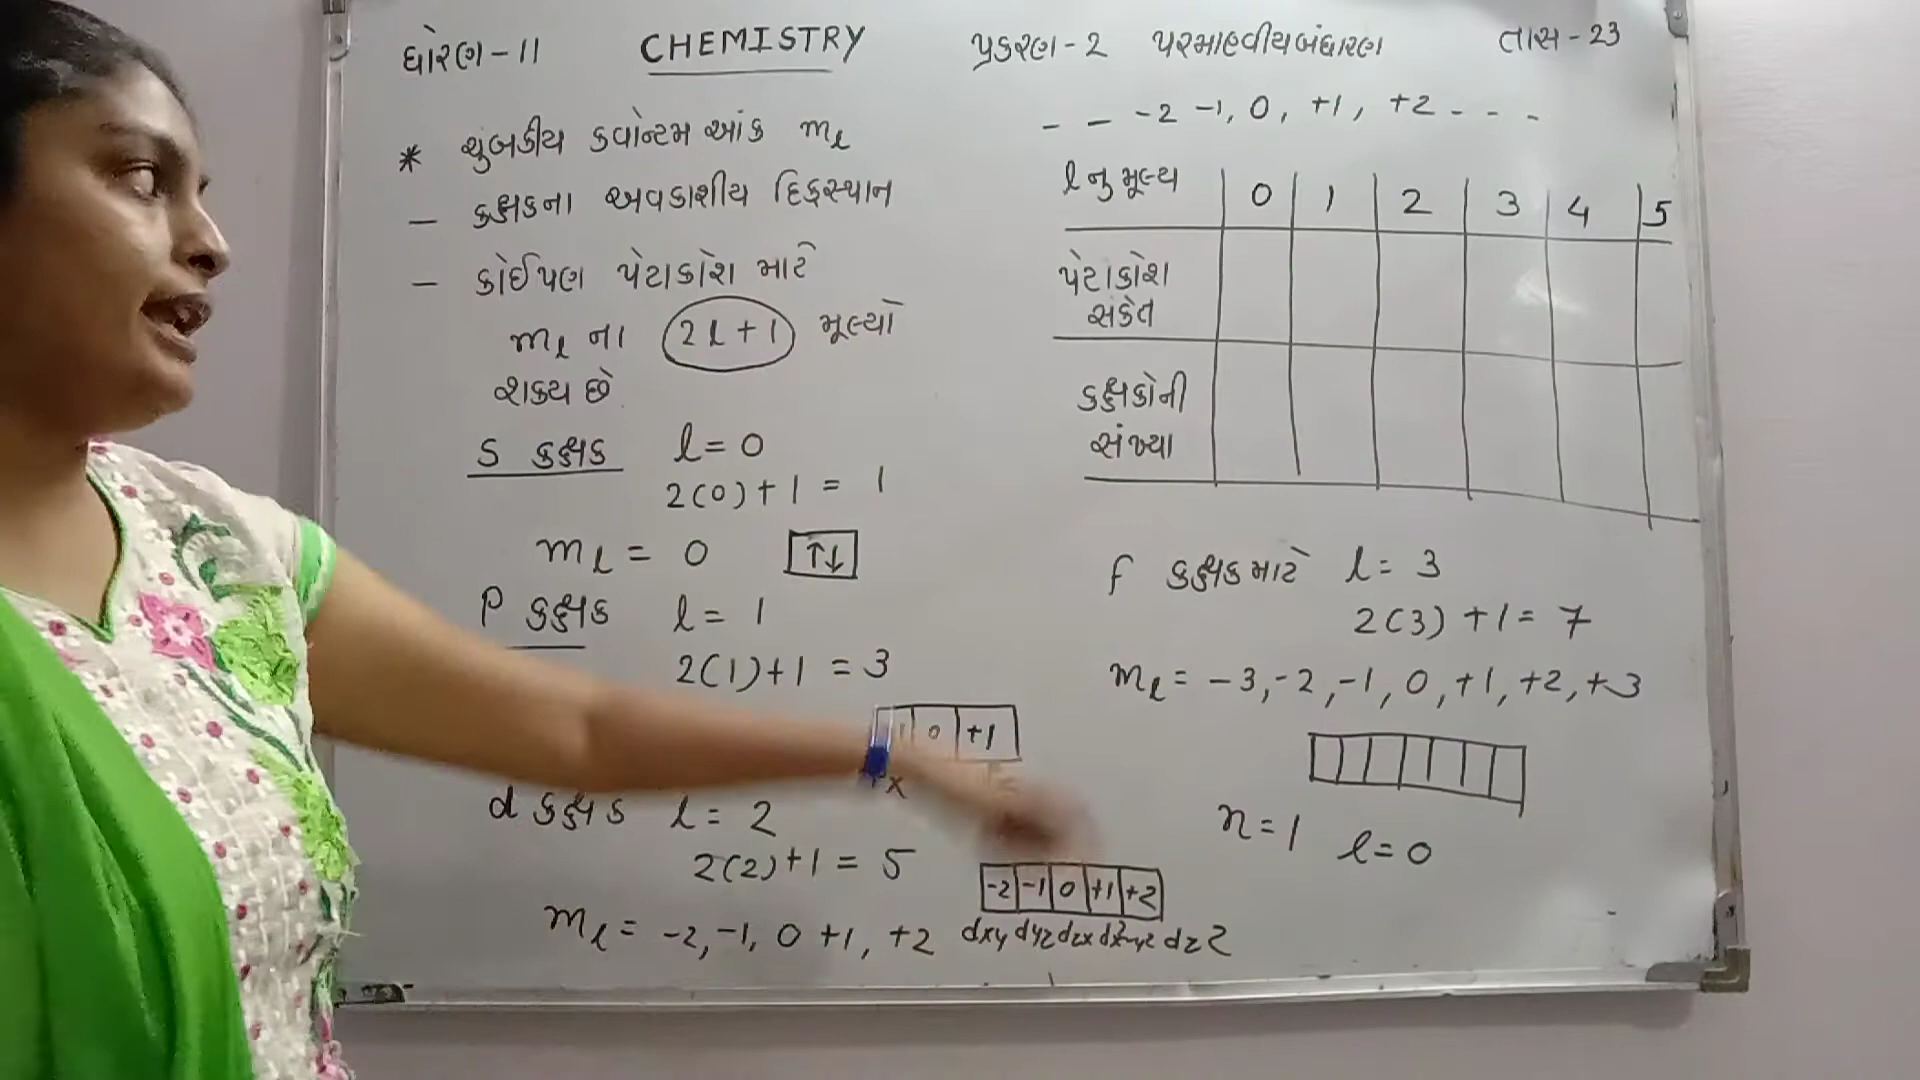 ધોરણ - 11 CHEMISTRY પ્રકરણ - 2 પરમાણ્વીય બંધારણ તાસ - 23
* ચુંબકીય ક્વોન્ટમ આંક mₗ
– કક્ષકના અવકાશીય દિક્સ્થાન
– કોઈપણ પેટાકોશ માટે
mₗ ના 2l + 1 મૂલ્યો
શક્ય છે
S કક્ષક l = 0
2(0) + 1 = 1
mₗ = 0 ↑↓
P કક્ષક l = 1
2(1) + 1 = 3
0 +1
x
d કક્ષક l = 2
2(2) + 1 = 5
-2 -1 0 +1 +2
mₗ = -2, -1, 0 +1, +2 dxy dyz dzx dx²-y² dz2
– – -2 -1, 0, +1, +2 - - -
l નુ મૂલ્ય 0 1 2 3 4 5
પેટાકોશ
સંકેત
કક્ષકોની
સંખ્યા
f કક્ષક માટે l = 3
2(3) + 1 = 7
mₗ = -3, -2, -1, 0, +1, +2, +3
n = 1 l = 0